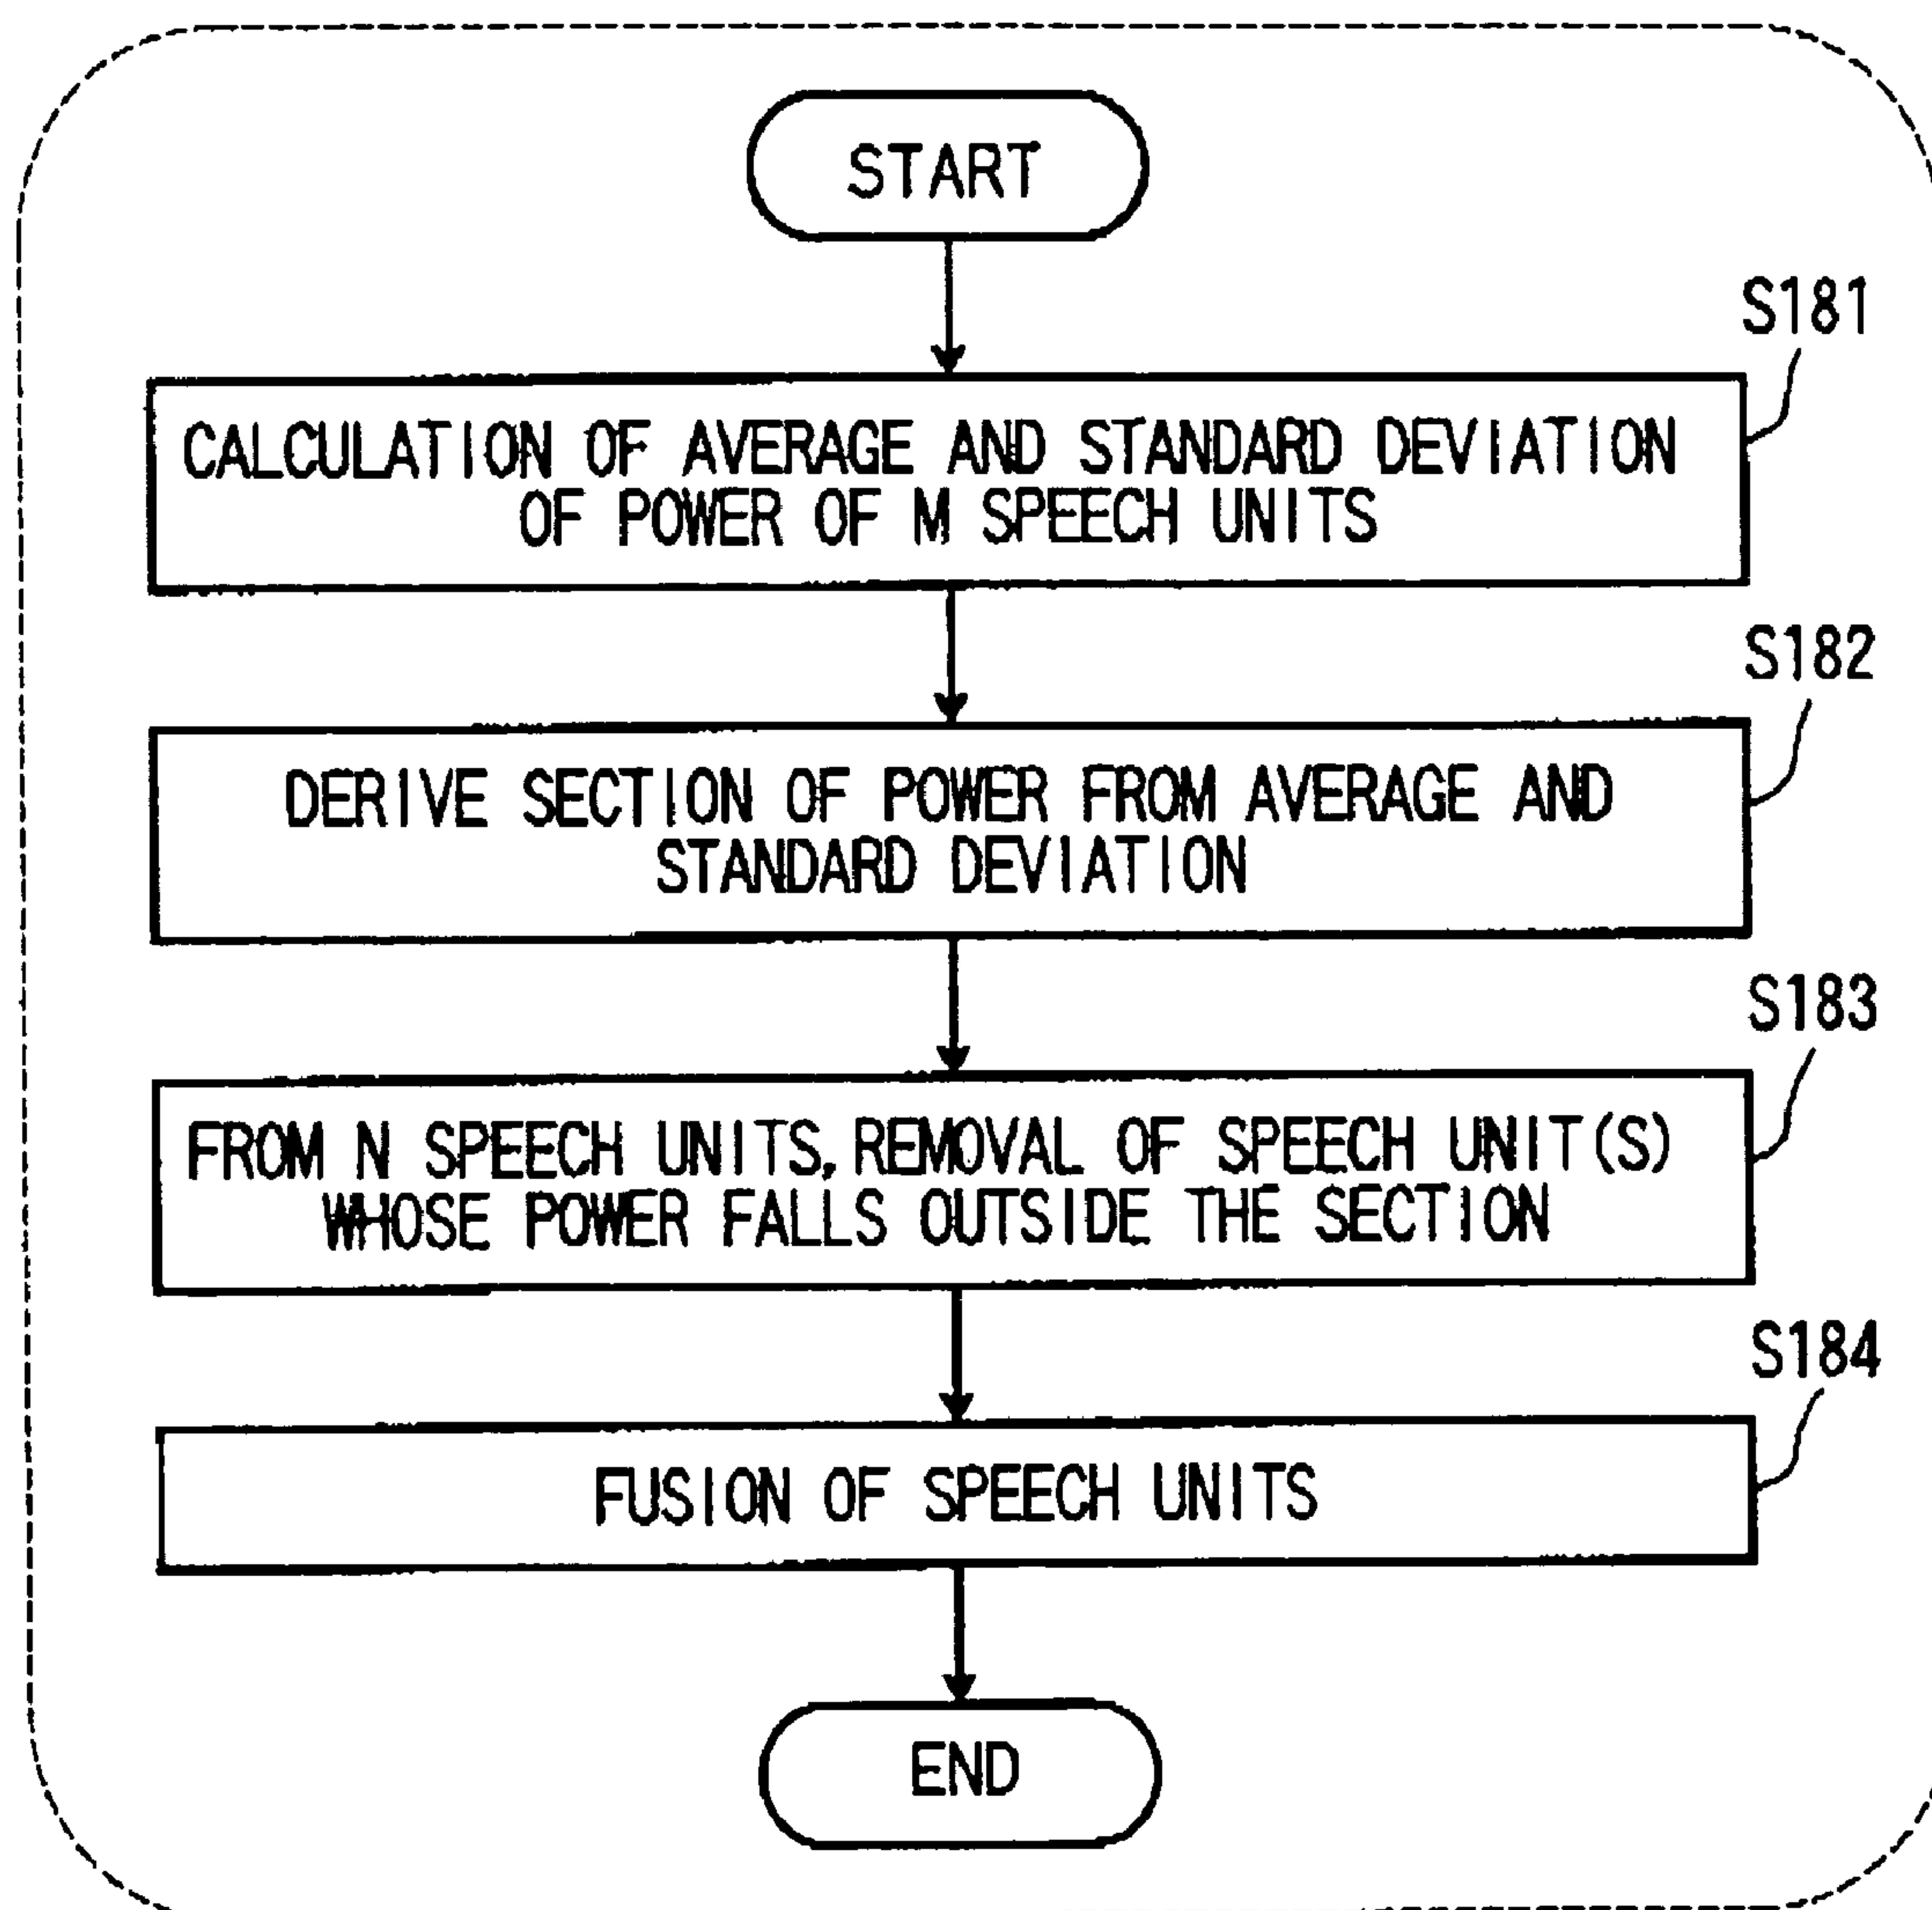 START
S181
CALCULATION OF AVERAGE AND STANDARD DEVIATION
OF POWER OF M SPEECH UNITS
S182
DERIVE SECTION OF POWER FROM AVERAGE AND
STANDARD DEVIATION
S183
FROM N SPEECH UNITS, REMOVAL OF SPEECH UNIT(S)
WHOSE POWER FALLS OUTSIDE THE SECTION
S184
FUSION OF SPEECH UNITS
END